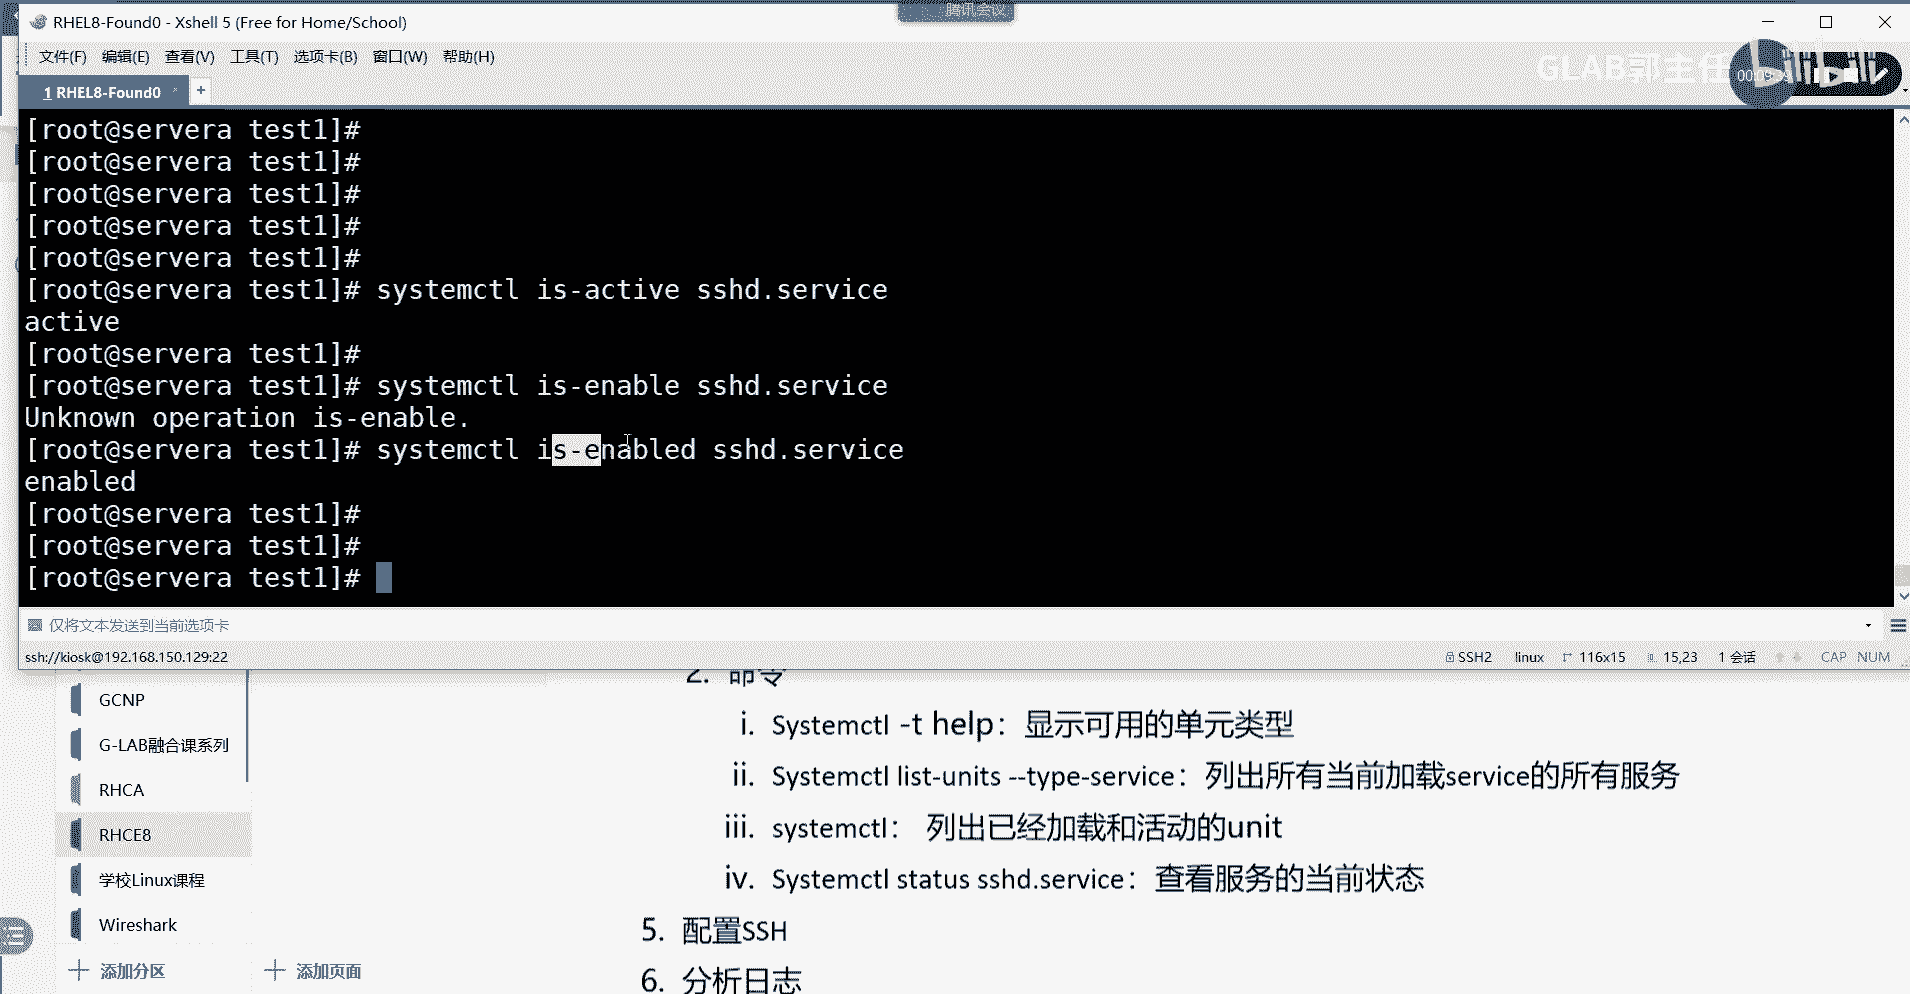 腾讯会议
RHEL8-Found0 - Xshell 5 (Free for Home/School)
文件(F) 编辑(E) 查看(V) 工具(T) 选项卡(B) 窗口(W) 帮助(H)
GLAB郭主任
bilibili
1 RHEL8-Found0
+
[root@servera test1]#
[root@servera test1]#
[root@servera test1]#
[root@servera test1]#
[root@servera test1]#
[root@servera test1]# systemctl is-active sshd.service
active
[root@servera test1]#
[root@servera test1]# systemctl is-enable sshd.service
Unknown operation is-enable.
[root@servera test1]# systemctl is-enabled sshd.service
enabled
[root@servera test1]#
[root@servera test1]#
[root@servera test1]#
仅将文本发送到当前选项卡
ssh://kiosk@192.168.150.129:22 SSH2 linux 116x15 15,23 1 会话 CAP NUM
GCNP
G-LAB融合课系列
RHCA
RHCE8
学校Linux课程
Wireshark
添加分区 添加页面
2. 命令
i. Systemctl -t help：显示可用的单元类型
ii. Systemctl list-units --type-service：列出所有当前加载service的所有服务
iii. systemctl： 列出已经加载和活动的unit
iv. Systemctl status sshd.service：查看服务的当前状态
5. 配置SSH
6. 分析日志